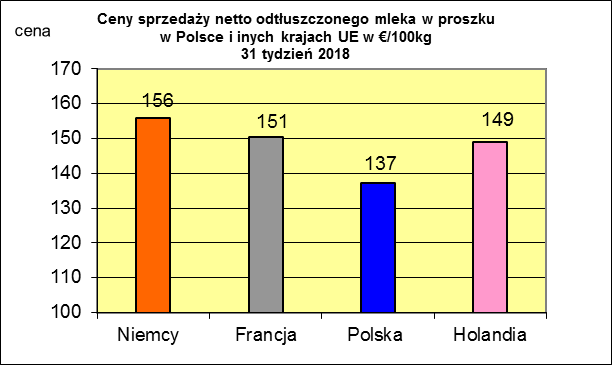 Ceny sprzedaży netto odtłuszczonego mleka w proszku
w Polsce i inych krajach UE w €/100kg
31 tydzień 2018
cena
170
160
150
140
130
120
110
100
156
151
137
149
Niemcy
Francja
Polska
Holandia